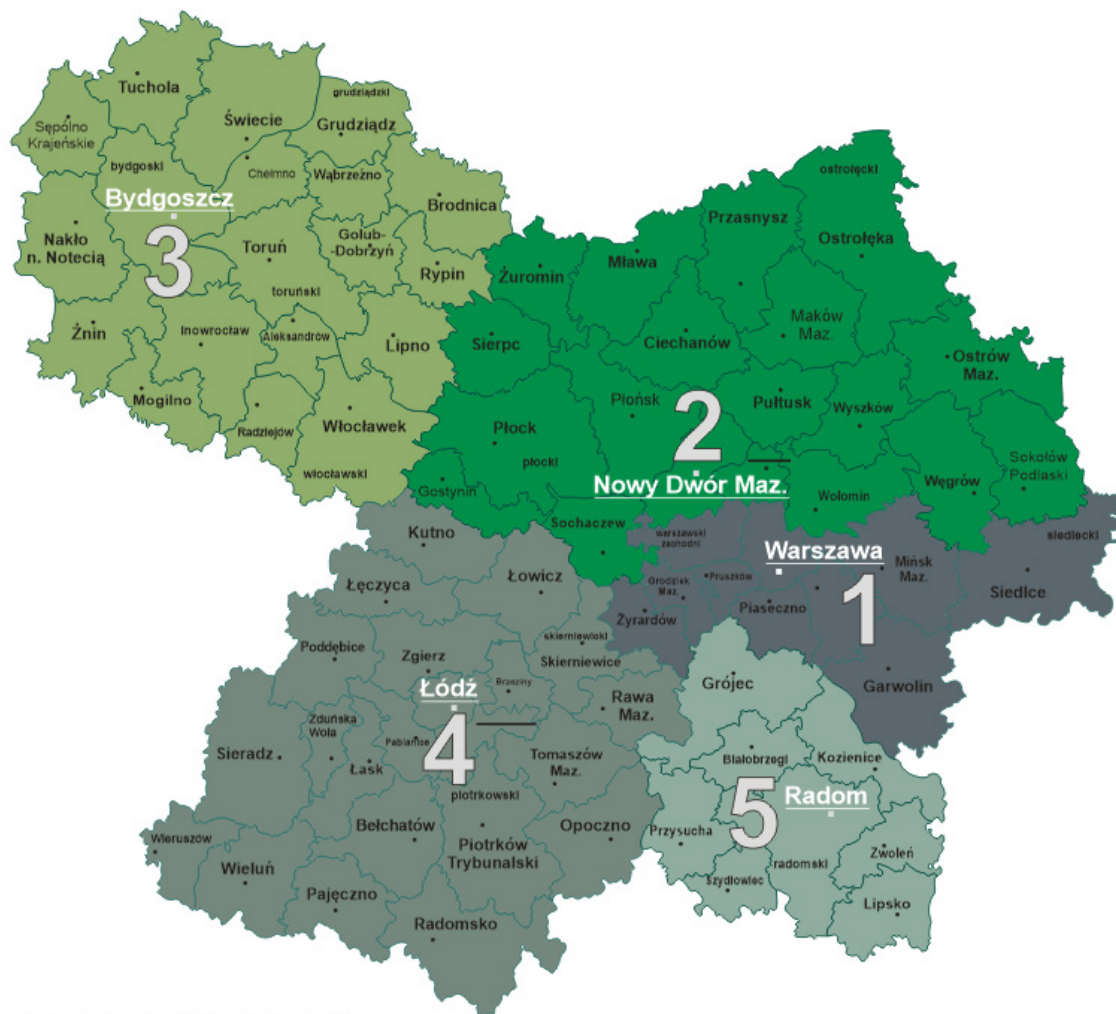 Tuchola
grudziądzki
Sępólno
Krajeńskie
Świecie
Grudziądz
bydgoski
Chełmno
Wąbrzeźno
Bydgoszcz
Brodnica
3
Nakło
n. Notecią
Toruń
Golub-
-Dobrzyń
Rypin
toruński
Żnin
Inowrocław
Aleksandrów
Lipno
Mogilno
Radziejów
Włocławek
włocławski
ostrołęcki
Przasnysz
Ostrołęka
Mława
Żuromin
Maków
Maz.
Sierpc
Ciechanów
Ostrów
Maz.
Płońsk
2
Pułtusk
Wyszków
Płock
płocki
Sokołów
Podlaski
Węgrów
Nowy Dwór Maz.
Gostynin
Wołomin
Sochaczew
warszawski
zachodni
Warszawa
siedlecki
Mińsk
Maz.
Siedlce
Grodzisk
Maz.
Pruszków
1
Piaseczno
Żyrardów
Garwolin
Kutno
Łęczyca
Łowicz
skierniewicki
Skierniewice
Poddębice
Zgierz
Brzeziny
Łódź
Rawa
Maz.
Zduńska
Wola
4
Pabianice
Sieradz
Łask
Tomaszów
Maz.
piotrkowski
Bełchatów
Opoczno
Piotrków
Trybunalski
Wieruszów
Wieluń
Pajęczno
Radomsko
Grójec
Białobrzegi
Kozienice
5
Radom
Przysucha
radomski
Zwoleń
Szydłowiec
Lipsko